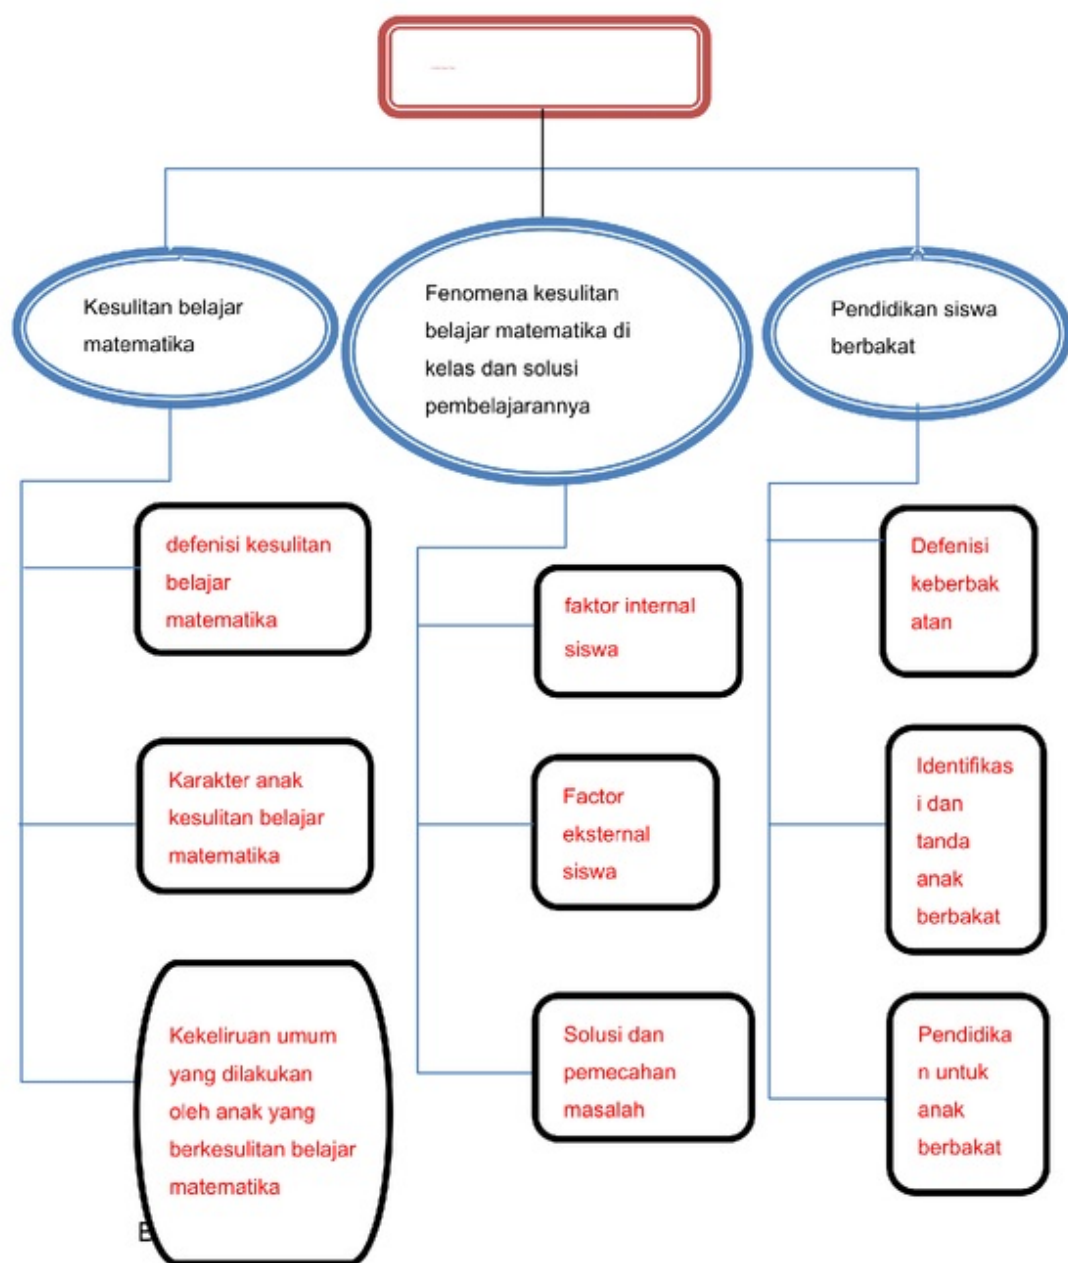 Kesulitan belajar
matematika
Fenomena kesulitan
belajar matematika di
kelas dan solusi
pembelajarannya
Pendidikan siswa
berbakat
defenisi kesulitan
belajar
matematika
Karakter anak
kesulitan belajar
matematika
Kekeliruan umum
yang dilakukan
oleh anak yang
berkesulitan belajar
matematika
faktor internal
siswa
Factor
eksternal
siswa
Solusi dan
pemecahan
masalah
Defenisi
keberbak
atan
Identifikas
i dan
tanda
anak
berbakat
Pendidika
n untuk
anak
berbakat